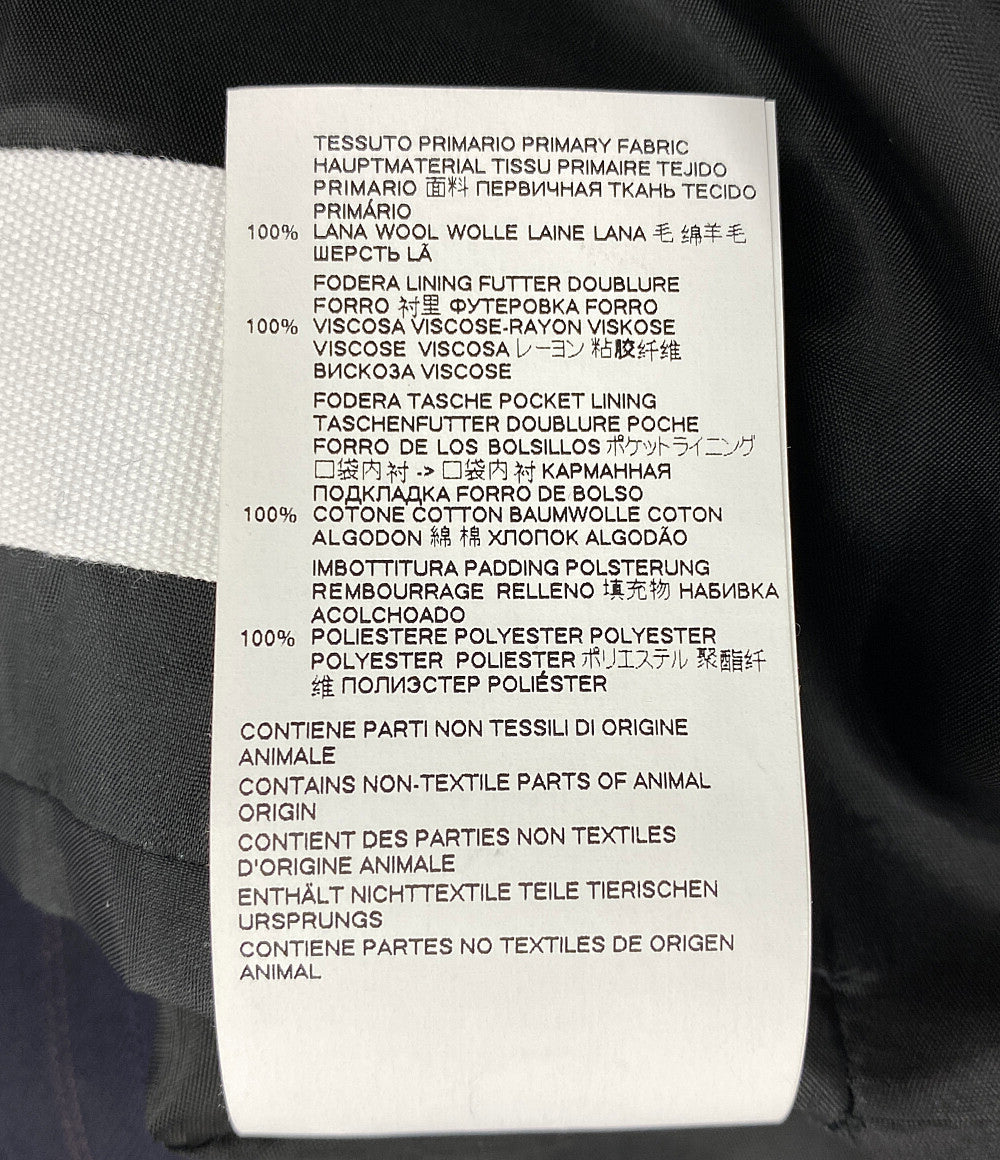 TESSUTO PRIMARIO PRIMARY FABRIC
HAUPTMATERIAL TISSU PRIMAIRE TEJIDO
PRIMARIO 面料 ПЕРВИЧНАЯ ТКАНЬ TECIDO
PRIMÁRIO
100% LANA WOOL WOLLE LAINE LANA 毛 绵羊毛
ШЕРСТЬ LÃ
FODERA LINING FUTTER DOUBLURE
FORRO 衬里 ФУТЕРОВКА FORRO
100% VISCOSA VISCOSE-RAYON VISKOSE
VISCOSE VISCOSA レーヨン 粘胶纤维
ВИСКОЗА VISCOSE
FODERA TASCHE POCKET LINING
TASCHENFUTTER DOUBLURE POCHE
FORRO DE LOS BOLSILLOS ポケットライニング
口袋内衬 -> 口袋内衬 КАРМАННАЯ
ПОДКЛАДКА FORRO DE BOLSO
100% COTONE COTTON BAUMWOLLE COTON
ALGODON 綿 棉 ХЛОПОК ALGODÃO
IMBOTTITURA PADDING POLSTERUNG
REMBOURRAGE RELLENO 填充物 НАБИВКА
ACOLCHOADO
100% POLIESTERE POLYESTER POLYESTER
POLYESTER POLIESTER ポリエステル 聚酯纤
维 ПОЛИЭСТЕР POLIÉSTER
CONTIENE PARTI NON TESSILI DI ORIGINE
ANIMALE
CONTAINS NON-TEXTILE PARTS OF ANIMAL
ORIGIN
CONTIENT DES PARTIES NON TEXTILES
D'ORIGINE ANIMALE
ENTHÄLT NICHTTEXTILE TEILE TIERISCHEN
URSPRUNGS
CONTIENE PARTES NO TEXTILES DE ORIGEN
ANIMAL